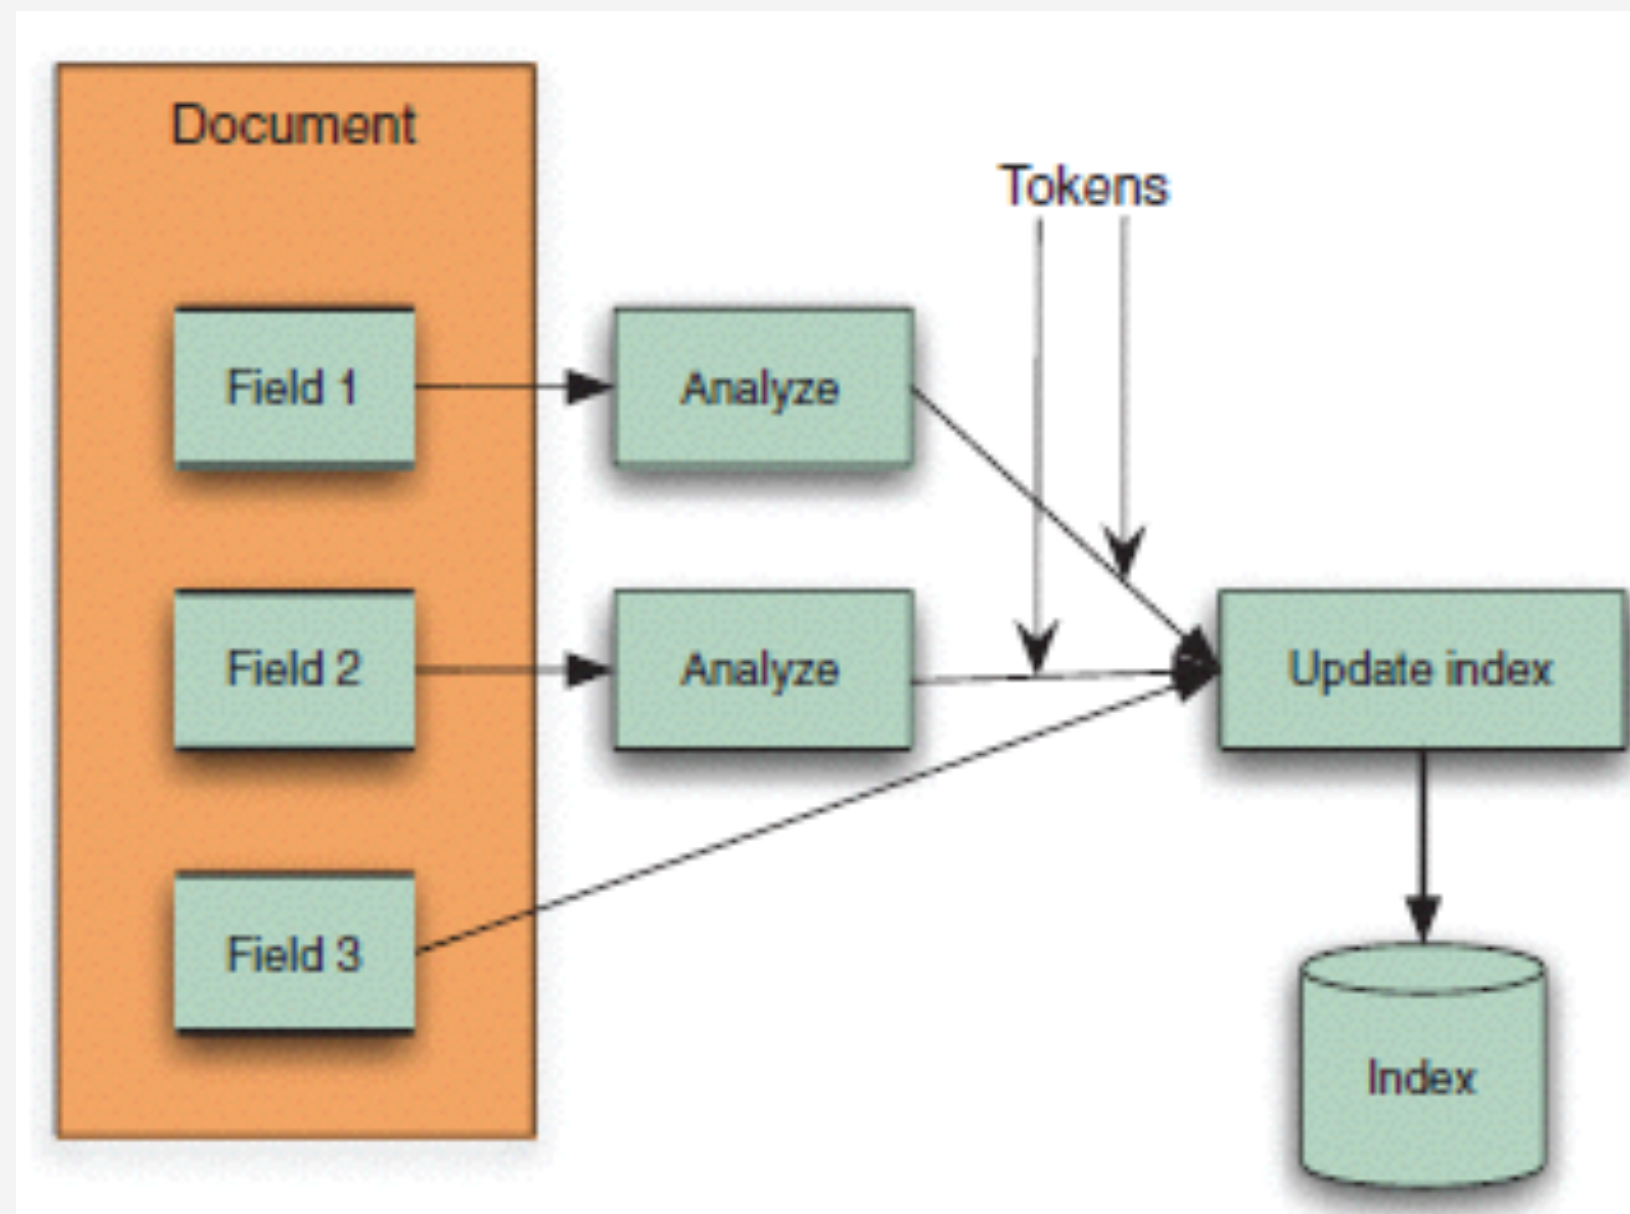 Document
Tokens
Field 1
Analyze
Field 2
Analyze
Update index
Field 3
Index